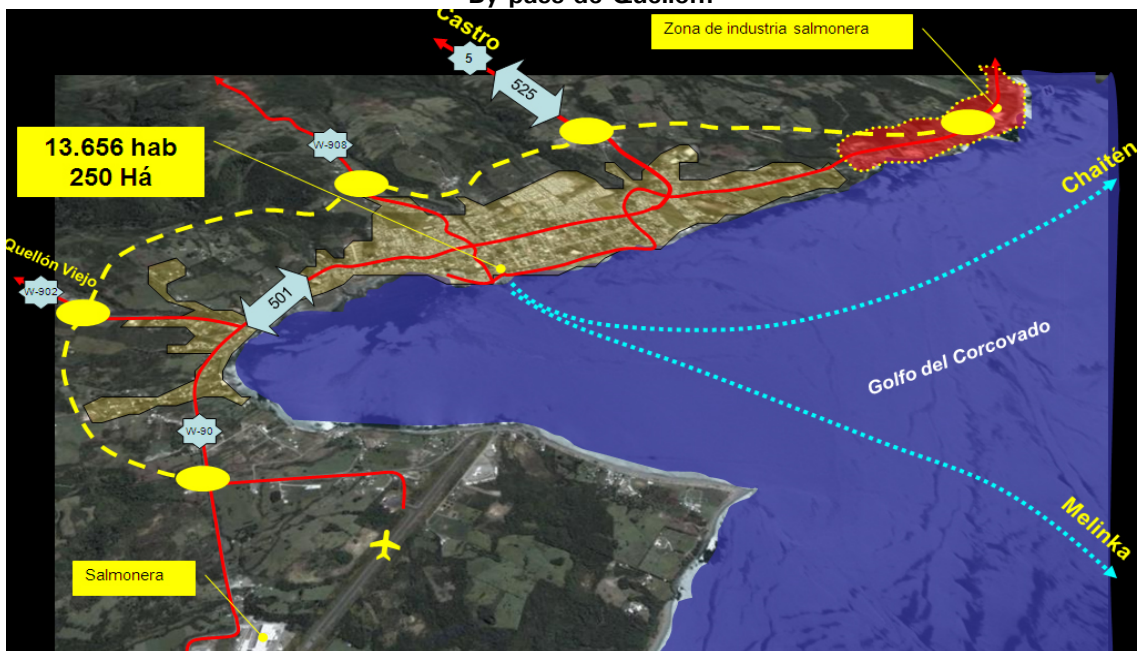 By pass de Quellón.
Castro
Zona de industria salmonera
5
525
13.656 hab
250 Há
W-908
Chaitén
Quellón Viejo
W-902
501
Golfo del Corcovado
W-90
Melinka
Salmonera